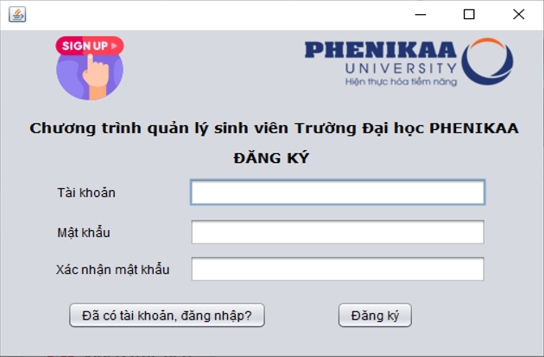 SIGN UP
PHENIKAA
UNIVERSITY
Hiện thực hóa tiềm năng
Chương trình quản lý sinh viên Trường Đại học PHENIKAA
ĐĂNG KÝ
Tài khoản
Mật khẩu
Xác nhận mật khẩu
Đã có tài khoản, đăng nhập?
Đăng ký